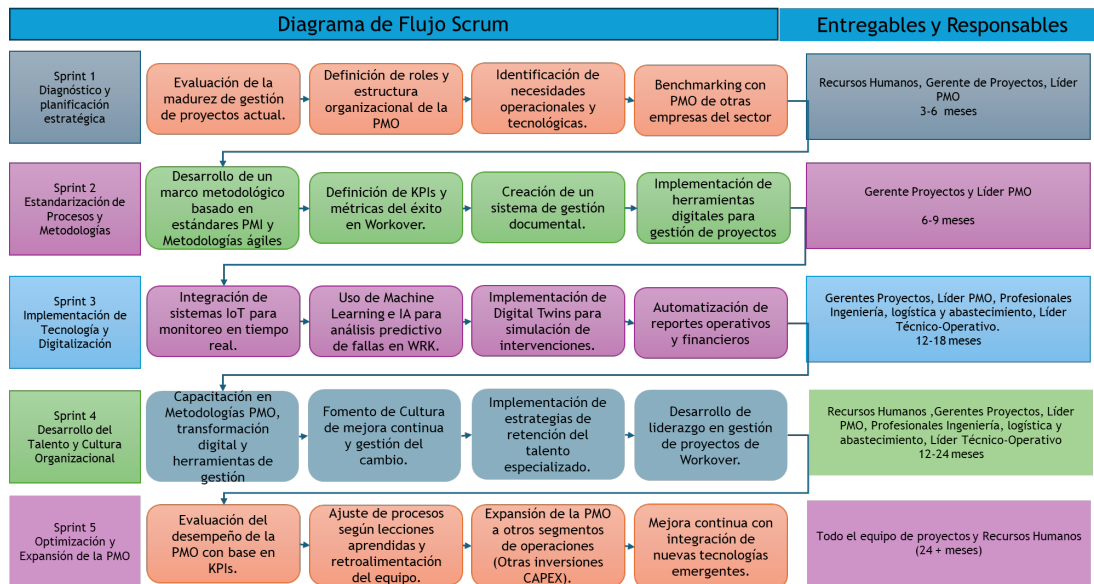 Diagrama de Flujo Scrum
Entregables y Responsables
Sprint 1
Diagnóstico y
planificación
estratégica
Evaluación de la
madurez de gestión
de proyectos actual.
Definición de roles y
estructura
organizacional de la
PMO
Identificación de
necesidades
operacionales y
tecnológicas.
Benchmarking con
PMO de otras
empresas del sector
Recursos Humanos, Gerente de Proyectos, Líder
PMO
3-6 meses
Sprint 2
Estandarización de
Procesos y
Metodologías
Desarrollo de un
marco metodológico
basado en
estándares PMI y
Metodologías ágiles
Definición de KPIs y
métricas del éxito
en Workover.
Creación de un
sistema de gestión
documental.
Implementación de
herramientas
digitales para
gestión de proyectos
Gerente Proyectos y Líder PMO
6-9 meses
Sprint 3
Implementación de
Tecnología y
Digitalización
Integración de
sistemas IoT para
monitoreo en tiempo
real.
Uso de Machine
Learning e IA para
análisis predictivo
de fallas en WRK.
Implementación de
Digital Twins para
simulación de
intervenciones.
Automatización de
reportes operativos
y financieros
Gerentes Proyectos, Líder PMO, Profesionales
Ingeniería, logística y abastecimiento, Líder
Técnico-Operativo.
12-18 meses
Sprint 4
Desarrollo del
Talento y Cultura
Organizacional
Capacitación en
Metodologías PMO,
transformación
digital y
herramientas de
gestión
Fomento de Cultura
de mejora continua
y gestión del
cambio.
Implementación de
estrategias de
retención del
talento
especializado.
Desarrollo de
liderazgo en gestión
de proyectos de
Workover.
Recursos Humanos ,Gerentes Proyectos, Líder
PMO, Profesionales Ingeniería, logística y
abastecimiento, Líder Técnico-Operativo
12-24 meses
Sprint 5
Optimización y
Expansión de la PMO
Evaluación del
desempeño de la
PMO con base en
KPIs.
Ajuste de procesos
según lecciones
aprendidas y
retroalimentación
del equipo.
Expansión de la PMO
a otros segmentos
de operaciones
(Otras inversiones
CAPEX).
Mejora continua con
integración de
nuevas tecnologías
emergentes.
Todo el equipo de proyectos y Recursos Humanos
(24 + meses)